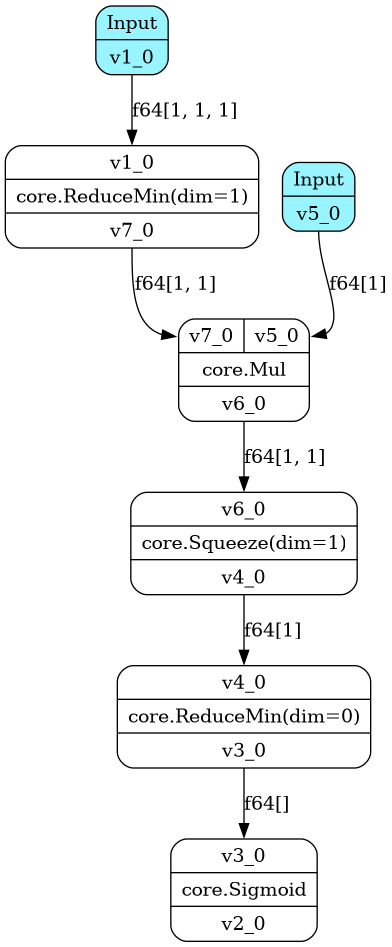 Input
v1_0
f64[1, 1, 1]
v1_0
core.ReduceMin(dim=1)
v7_0
Input
v5_0
f64[1, 1]
f64[1]
v7_0 v5_0
core.Mul
v6_0
f64[1, 1]
v6_0
core.Squeeze(dim=1)
v4_0
f64[1]
v4_0
core.ReduceMin(dim=0)
v3_0
f64[]
v3_0
core.Sigmoid
v2_0